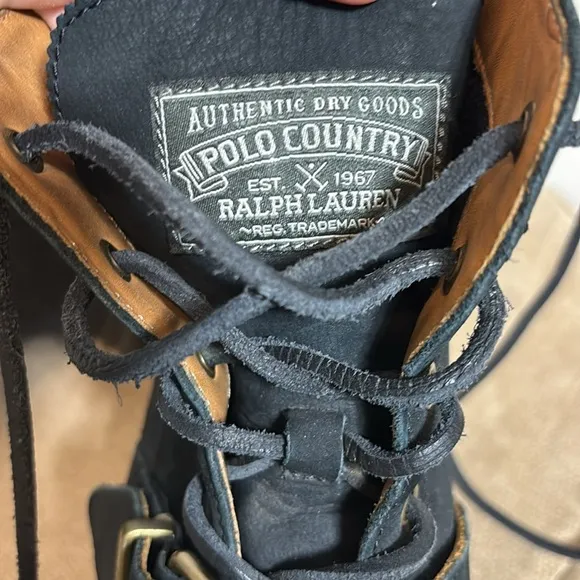 AUTHENTIC DRY GOODS
POLO COUNTRY
EST. 1967
RALPH LAUREN
~REG. TRADEMARK~